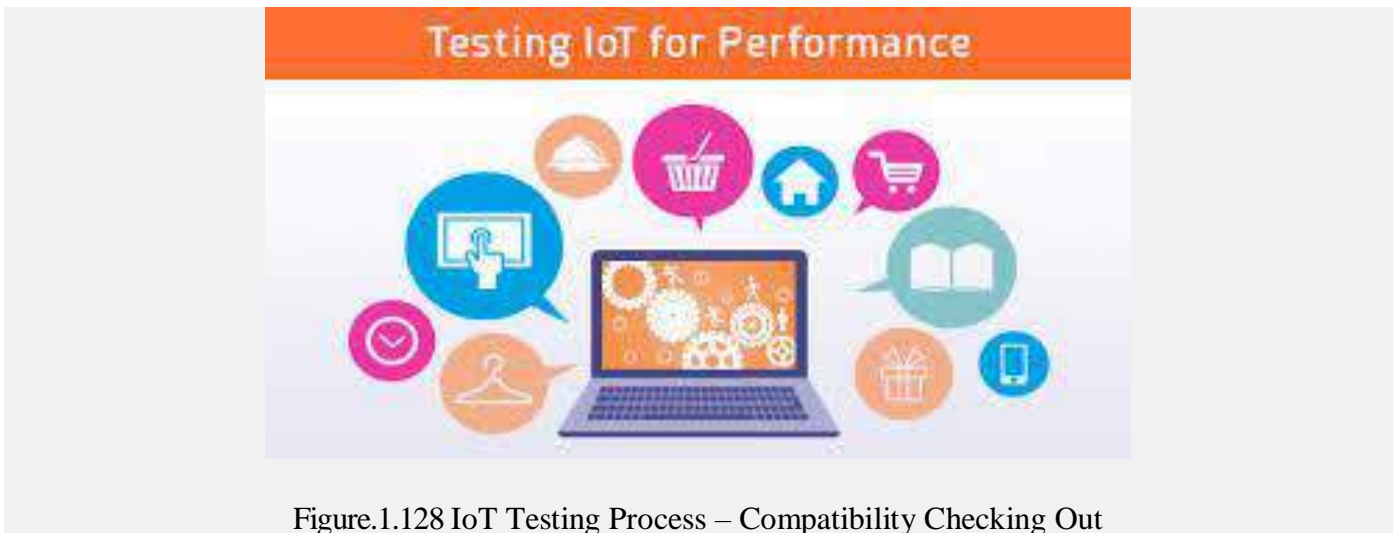 Testing IoT for Performance
Figure.1.128 IoT Testing Process – Compatibility Checking Out